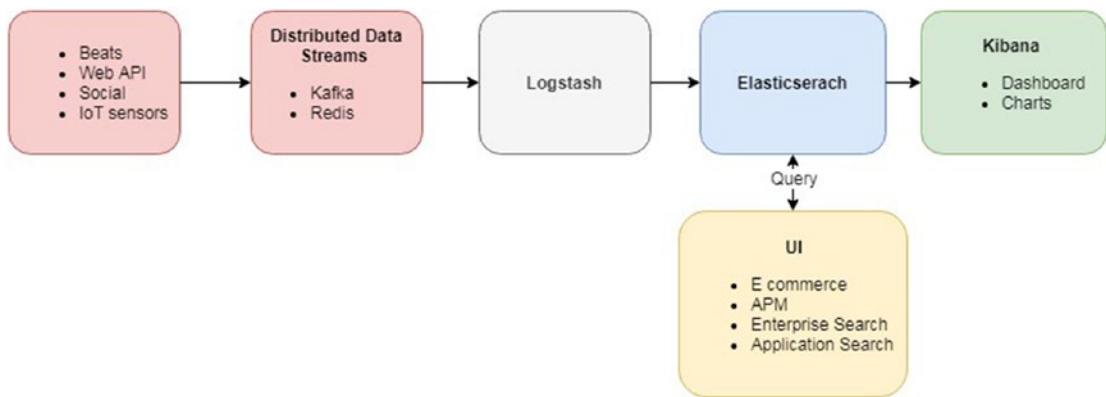 Beats
Web API
Social
IoT sensors
Distributed Data
Streams
Kafka
Redis
Logstash
Elasticserach
Kibana
Dashboard
Charts
Query
UI
E commerce
APM
Enterprise Search
Application Search